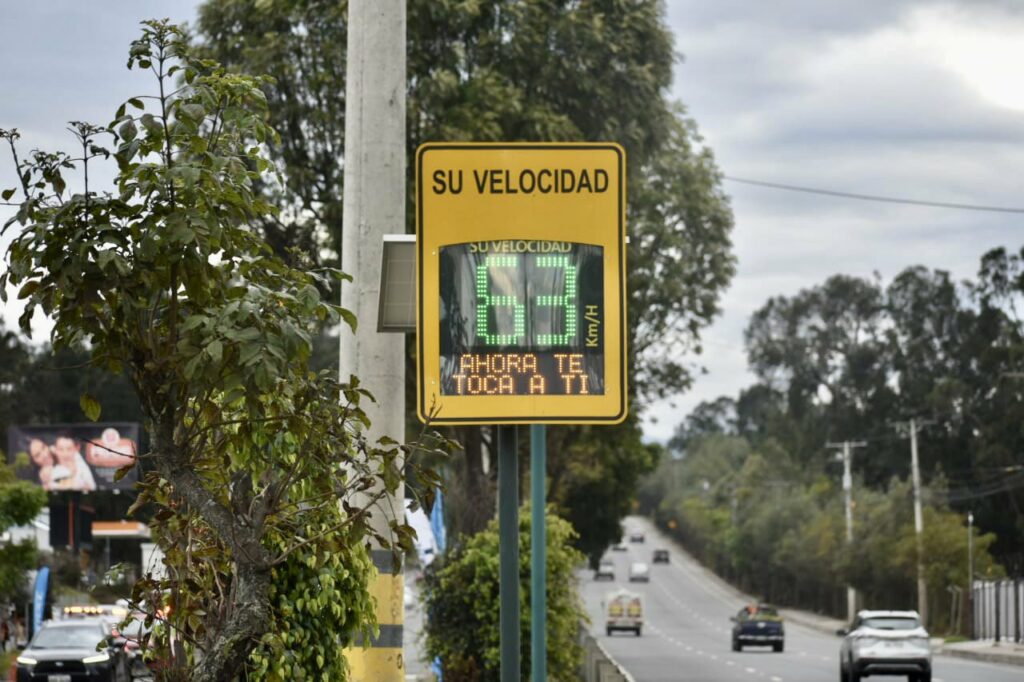 SU VELOCIDAD
SU VELOCIDAD
63
Km/H
AHORA TE
TOCA A TI